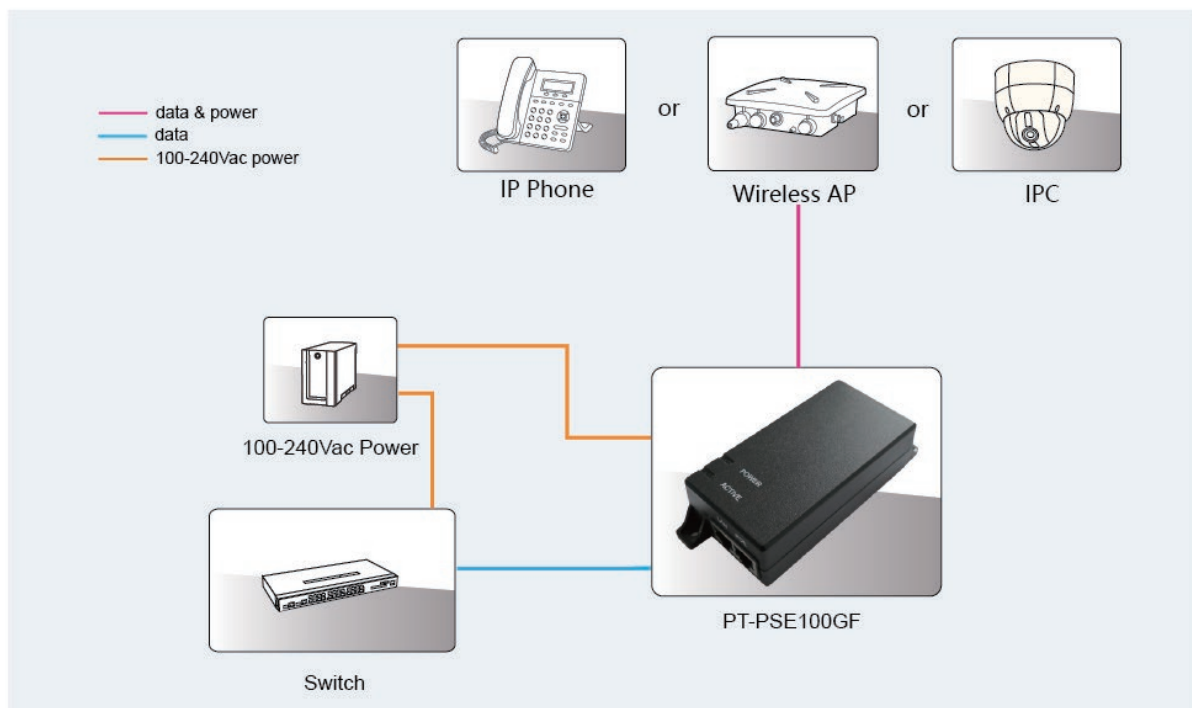 data & power
data
100-240Vac power
or
or
IP Phone
Wireless AP
IPC
100-240Vac Power
POWER
ACTIVE
PT-PSE100GF
Switch